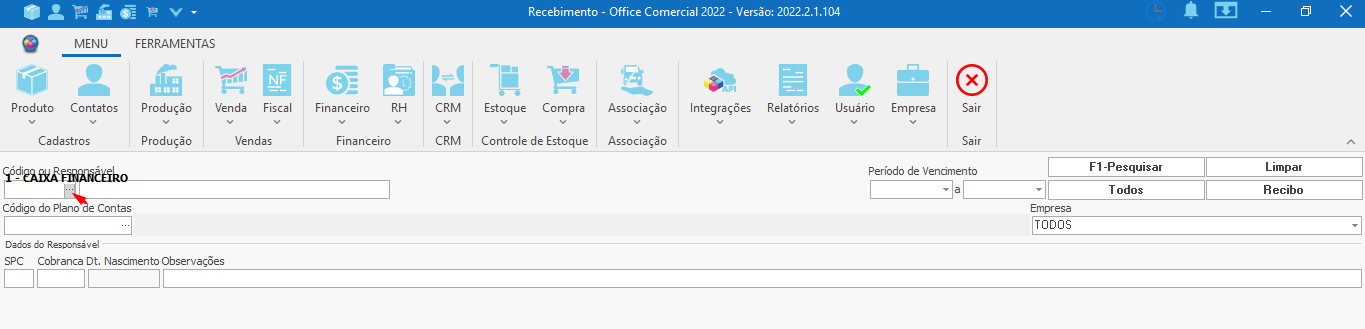 Recebimento - Office Comercial 2022 - Versão: 2022.2.1.104
MENU FERRAMENTAS
Produto Contatos Produção Venda Fiscal Financeiro RH CRM Estoque Compra Associação Integrações Relatórios Usuário Empresa Sair
NF
API
Cadastros Produção Vendas Financeiro CRM Controle de Estoque Associação Sair
Código ou Responsável Período de Vencimento F1-Pesquisar Limpar
1 - CAIXA FINANCEIRO
... a Todos Recibo
Código do Plano de Contas Empresa
... TODOS
Dados do Responsável
SPC Cobranca Dt. Nascimento Observações